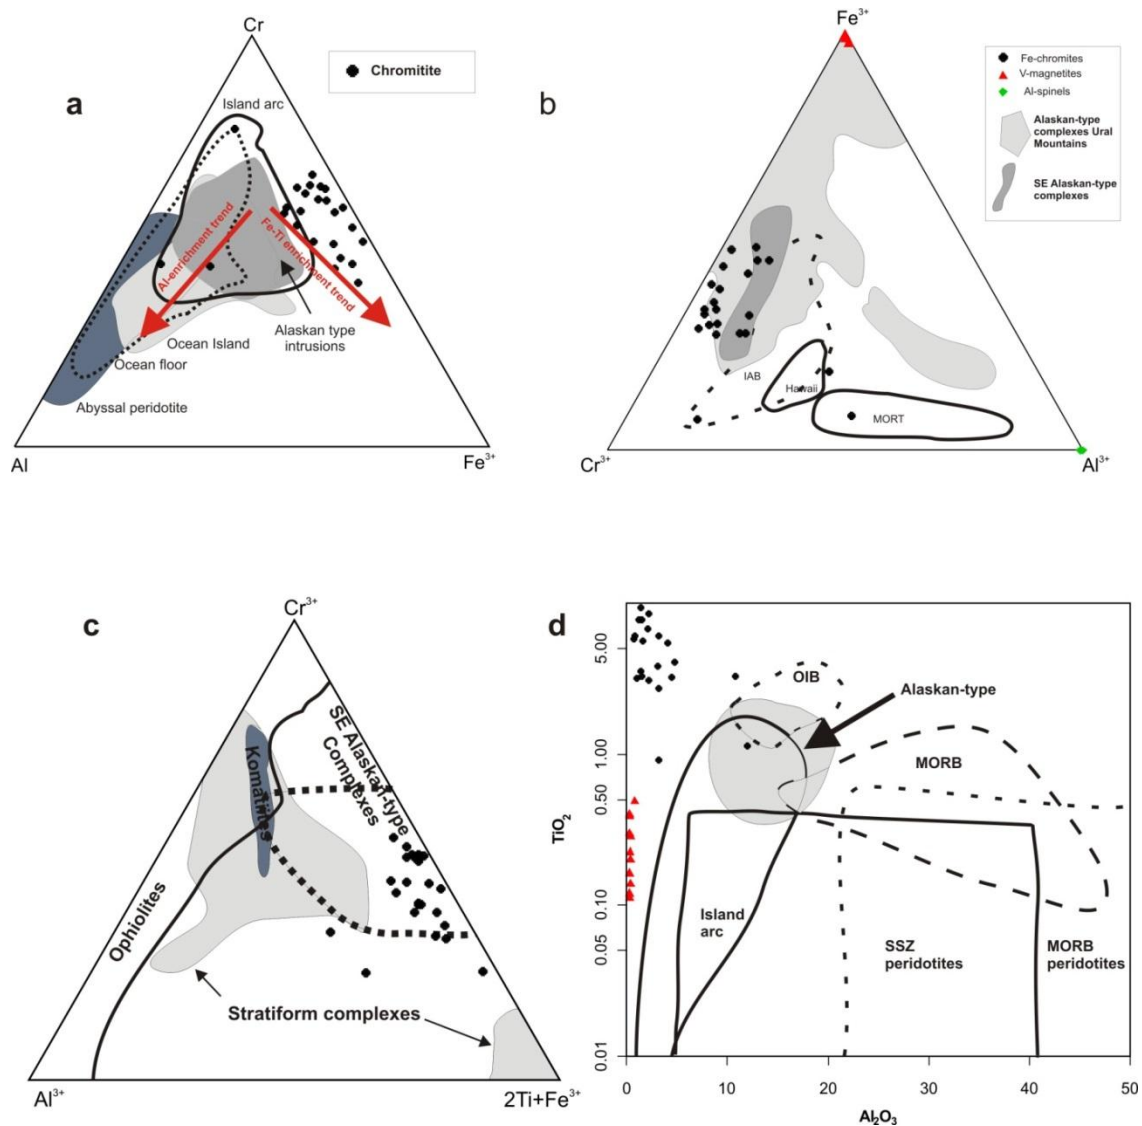 Cr
Chromitite
a
Island arc
Al-enrichment trend
Fe-Ti enrichment trend
Ocean Island
Alaskan type
intrusions
Ocean floor
Abyssal peridotite
Al
Fe³⁺
Fe³⁺
b
Fe-chromites
V-magnetites
Al-spinels
Alaskan-type
complexes Ural
Mountains
SE Alaskan-type
complexes
IAB
Hawaii
MORT
Cr³⁺
Al³⁺
c
Cr³⁺
SE Alaskan-type
Complexes
Komatiites
Ophiolites
Stratiform complexes
Al³⁺
2Ti+Fe³⁺
d
OIB
Alaskan-type
MORB
Island
arc
SSZ
peridotites
MORB
peridotites
TiO₂
5.00
1.00
0.50
0.10
0.05
0.01
0
10
20
30
40
50
Al₂O₃